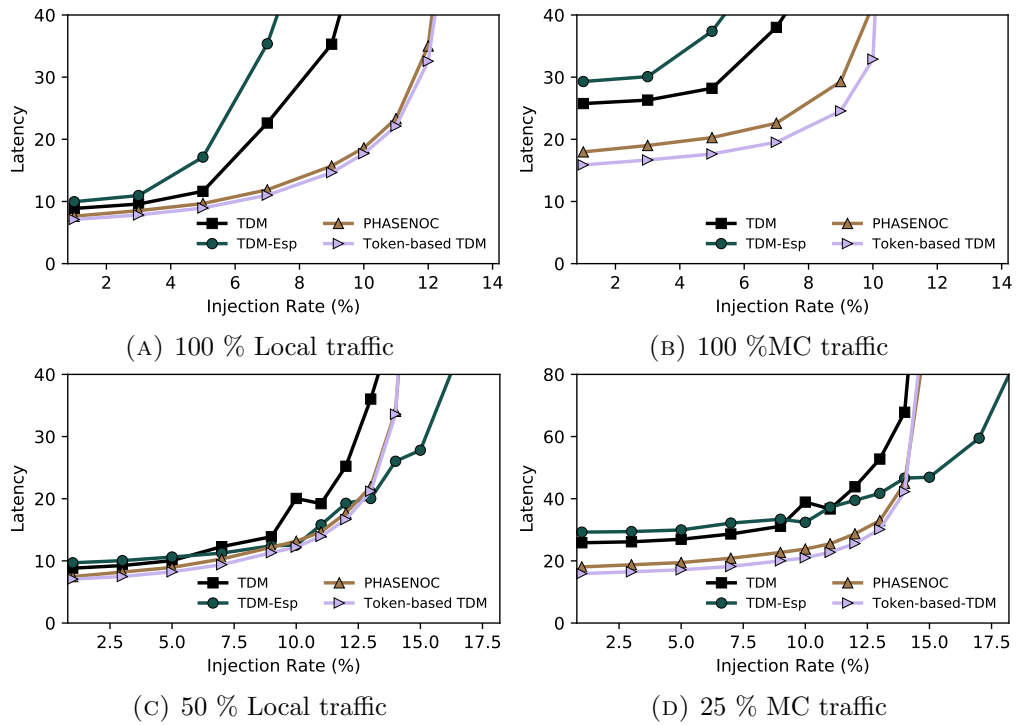 40
30
20
10
0
Latency
TDM
TDM-Esp
PHASENOC
Token-based TDM
2 4 6 8 10 12 14
Injection Rate (%)
(A) 100 % Local traffic
40
30
20
10
0
Latency
TDM
TDM-Esp
PHASENOC
Token-based TDM
2 4 6 8 10 12 14
Injection Rate (%)
(B) 100 %MC traffic
40
30
20
10
0
Latency
TDM
TDM-Esp
PHASENOC
Token-based TDM
2.5 5.0 7.5 10.0 12.5 15.0 17.5
Injection Rate (%)
(C) 50 % Local traffic
80
60
40
20
0
Latency
TDM
TDM-Esp
PHASENOC
Token-based-TDM
2.5 5.0 7.5 10.0 12.5 15.0 17.5
Injection Rate (%)
(D) 25 % MC traffic